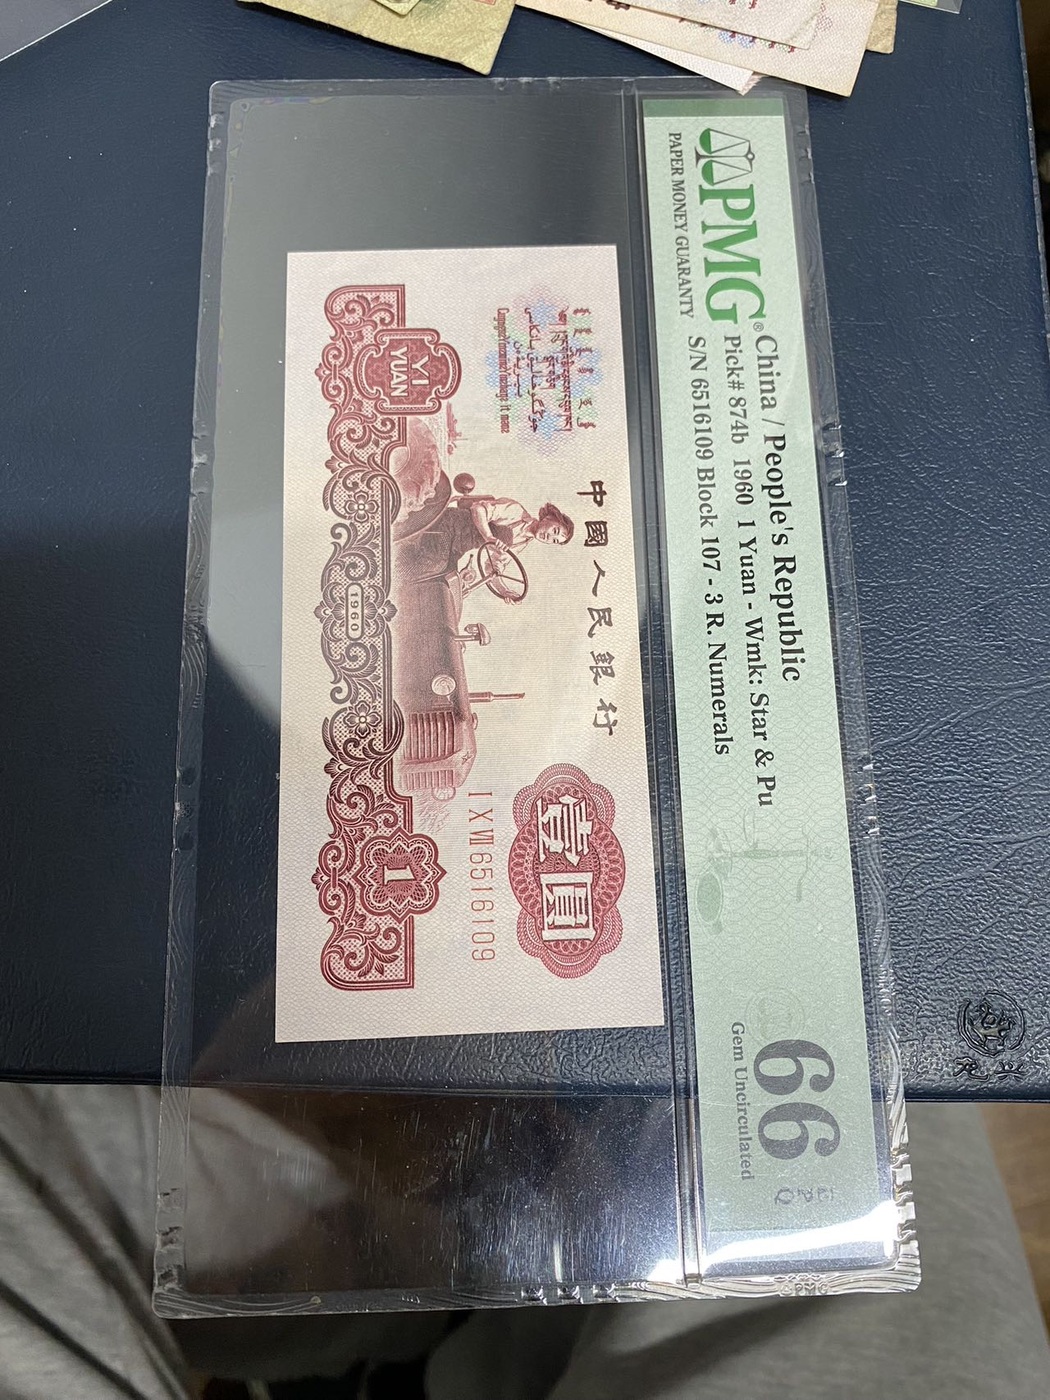 PMG®
PAPER MONEY GUARANTY
China / People's Republic
Pick# 874b 1960 1 Yuan - Wmk: Star & Pu
S/N 6516109 Block 107 - 3 R. Numerals
66 EPQ
Gem Uncirculated
中國人民銀行
壹圓
IX VII 6516109
YI
YUAN
1960
1
PMG